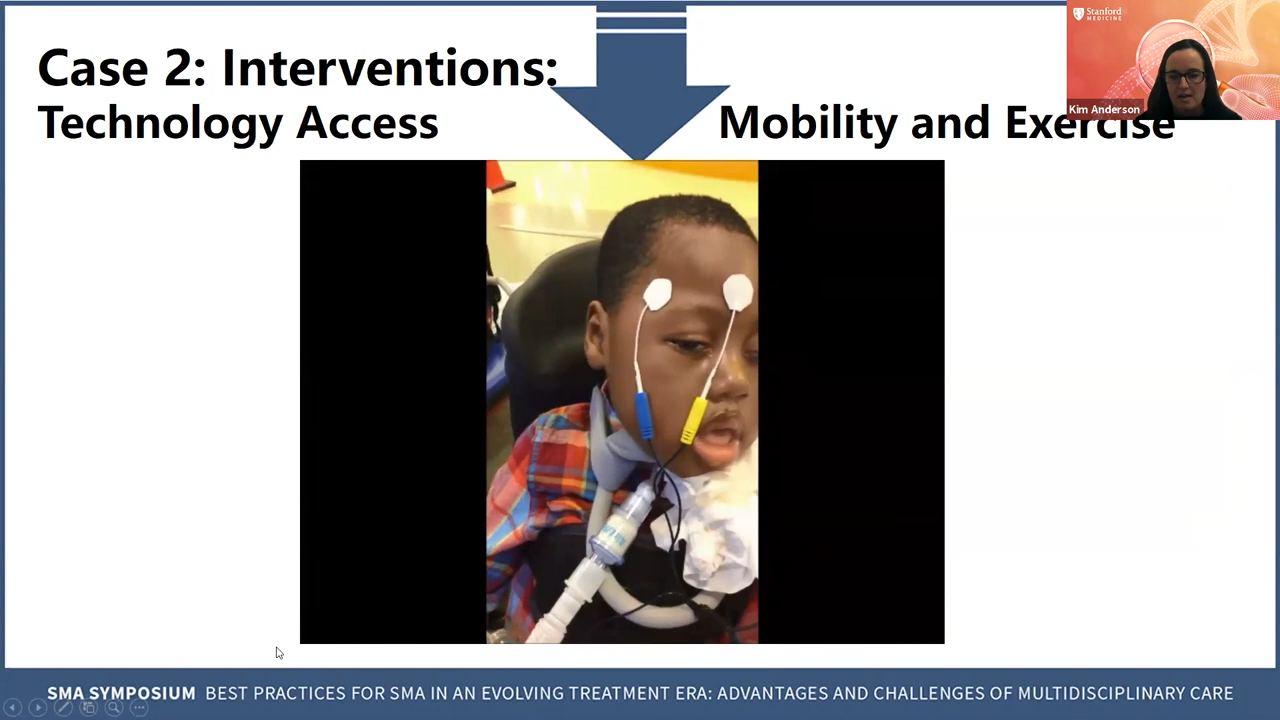 Case 2: Interventions:
Technology Access
Mobility and Exercise
Stanford
MEDICINE
Kim Anderson
SMA SYMPOSIUM BEST PRACTICES FOR SMA IN AN EVOLVING TREATMENT ERA: ADVANTAGES AND CHALLENGES OF MULTIDISCIPLINARY CARE